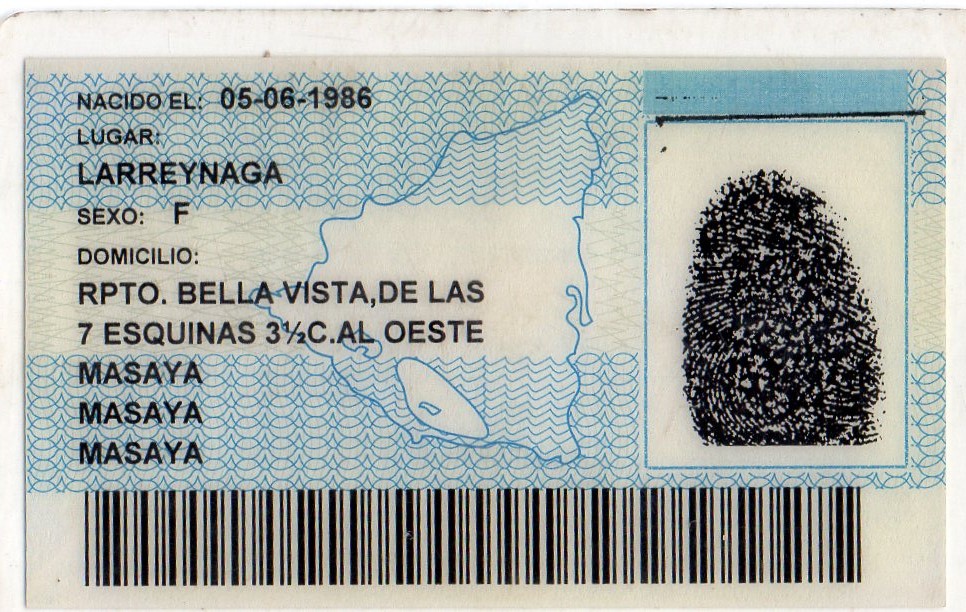 NACIDO EL: 05-06-1986
LUGAR:
LARREYNAGA
SEXO: F
DOMICILIO:
RPTO. BELLA VISTA,DE LAS
7 ESQUINAS 3½C.AL OESTE
MASAYA
MASAYA
MASAYA